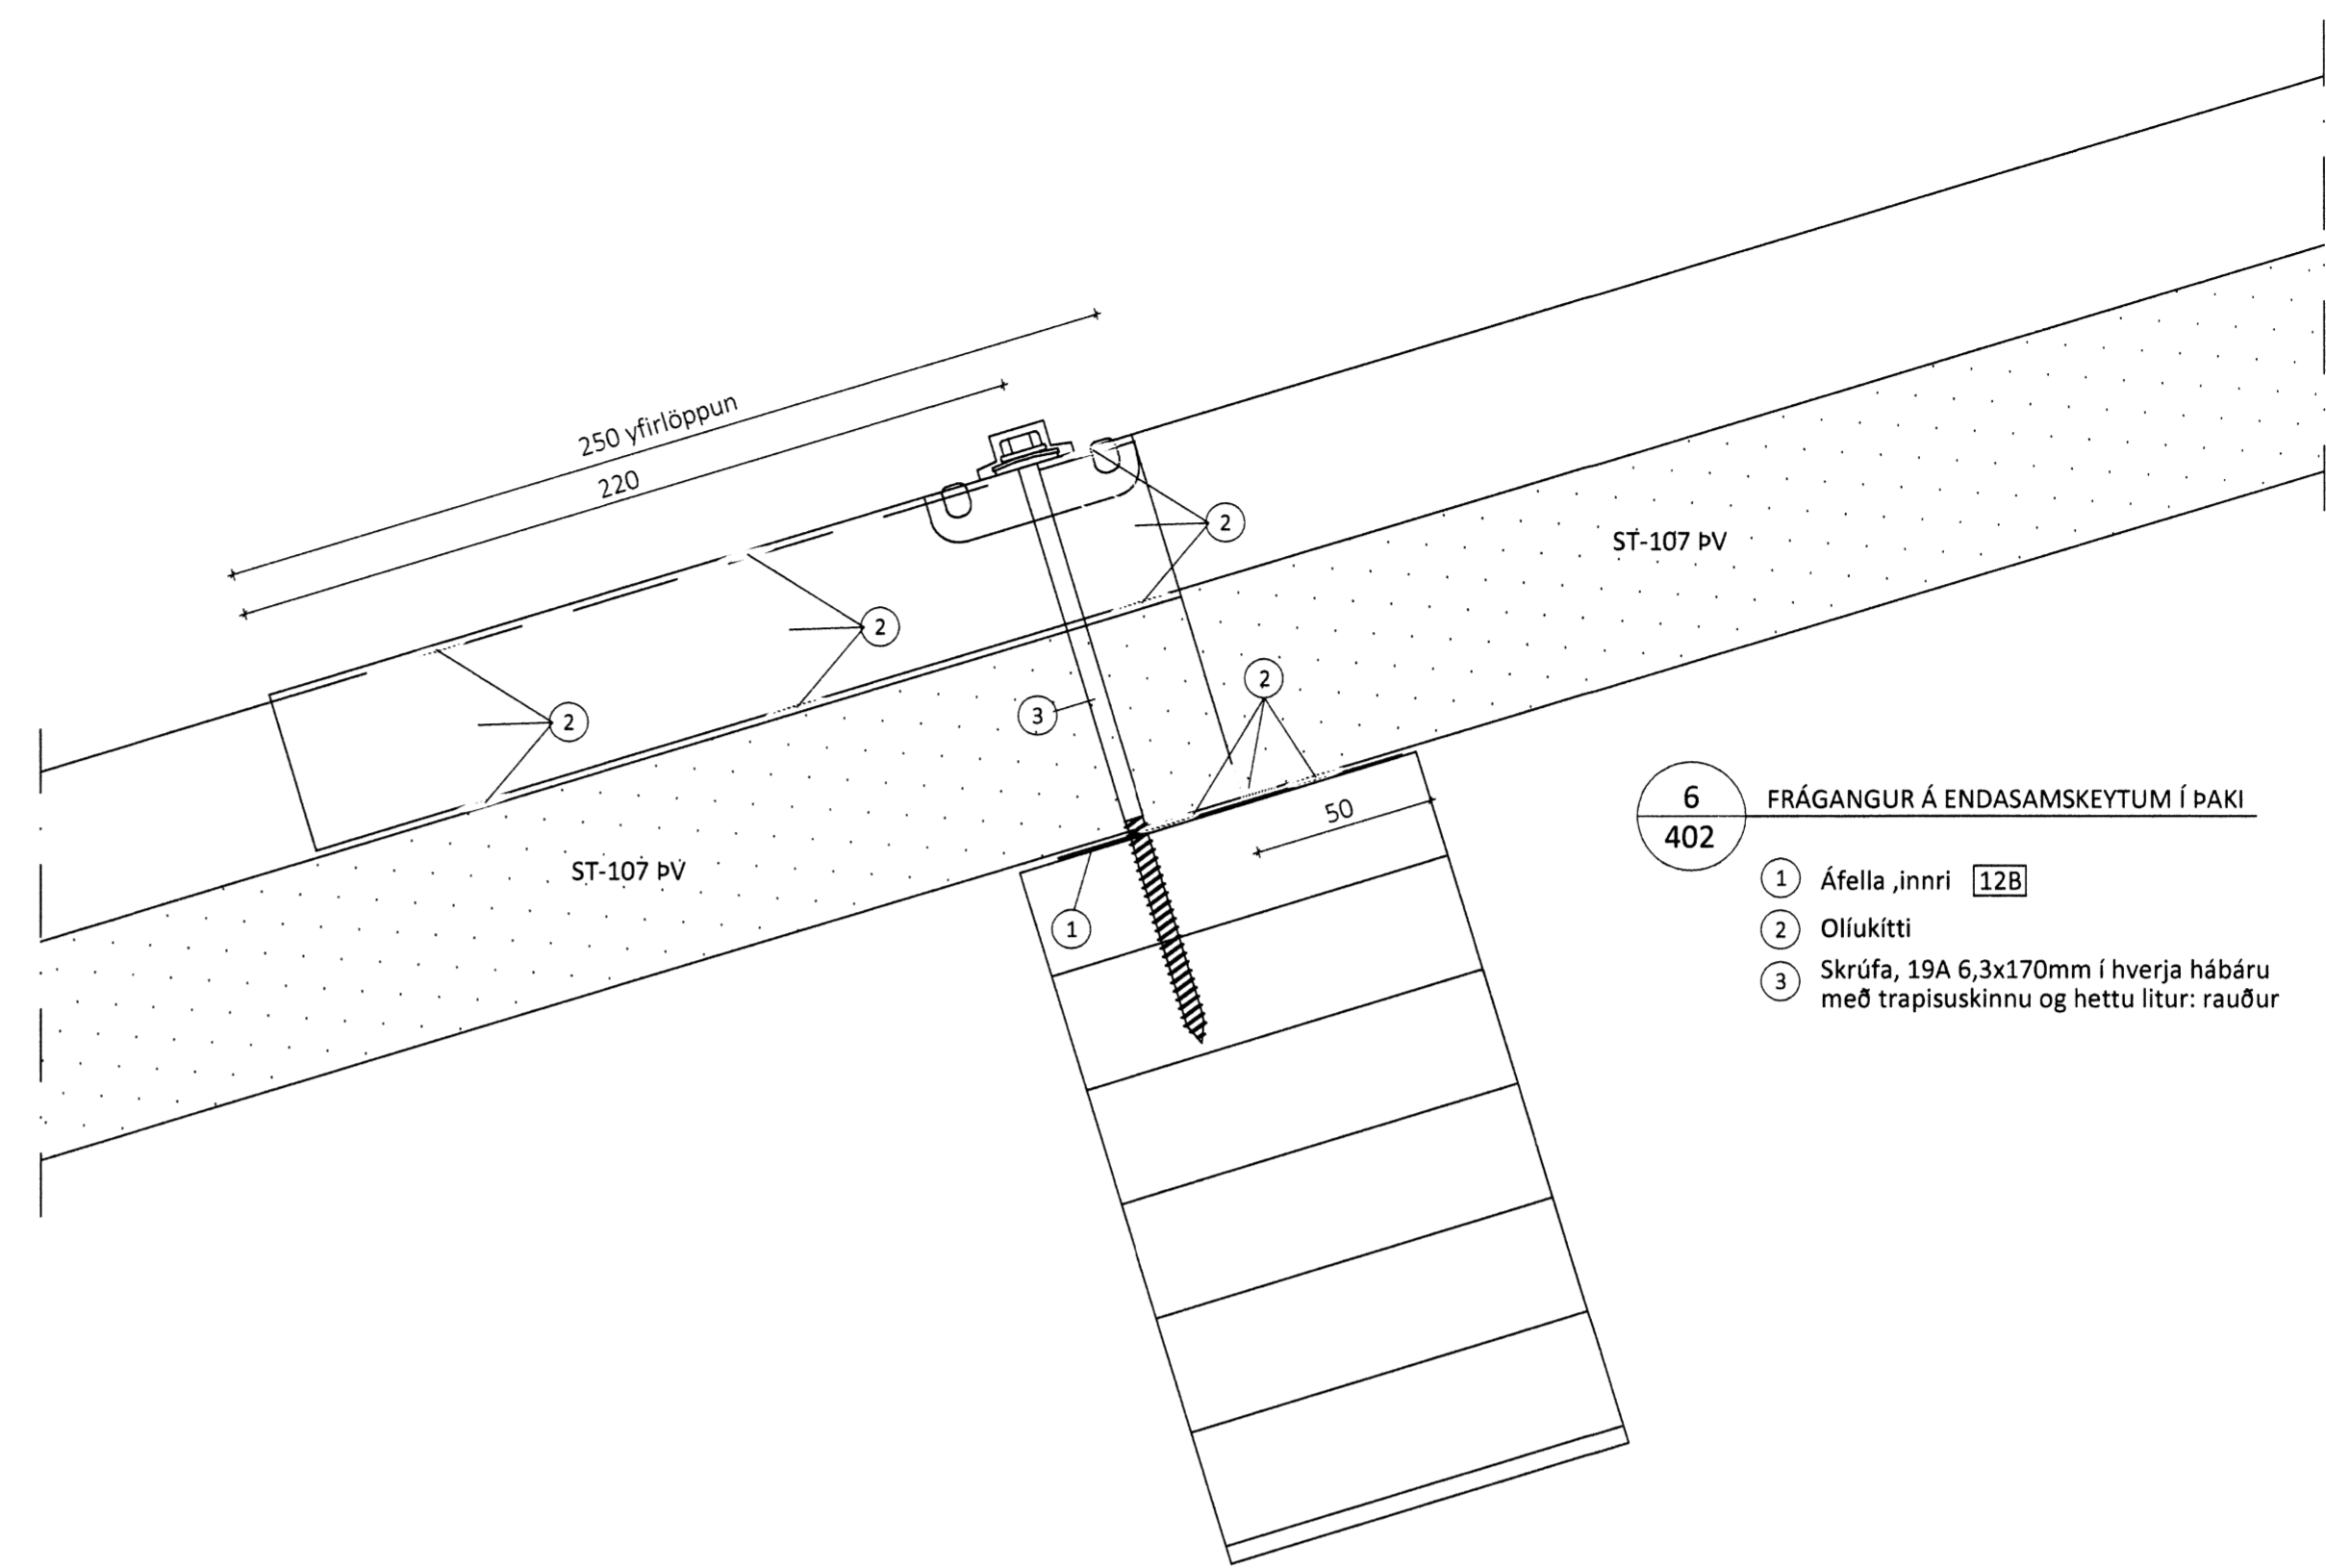 250 yfirlöppun
220
2
2
2
2
3
ST-107 ÞV
ST-107 ÞV
50
1
6
402
FRÁGANGUR Á ENDASAMSKEYTUM Í ÞAKI
1 Áfella ,innri 12B
2 Olíukítti
3 Skrúfa, 19A 6,3x170mm í hverja hábáru
með trapisuskinnu og hettu litur: rauður